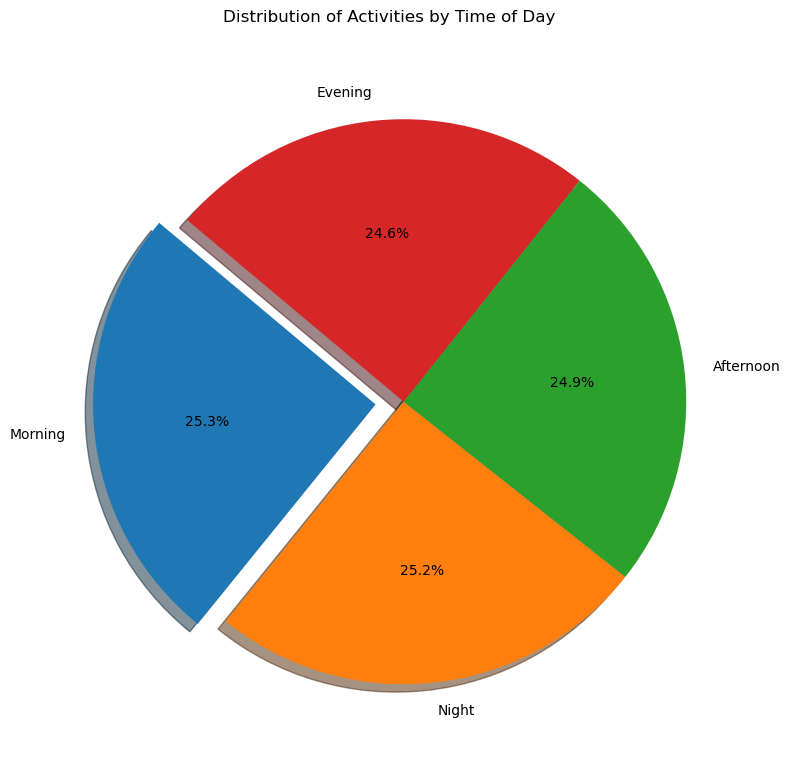 Distribution of Activities by Time of Day
Evening
24.6%
Afternoon
24.9%
Morning
25.3%
25.2%
Night